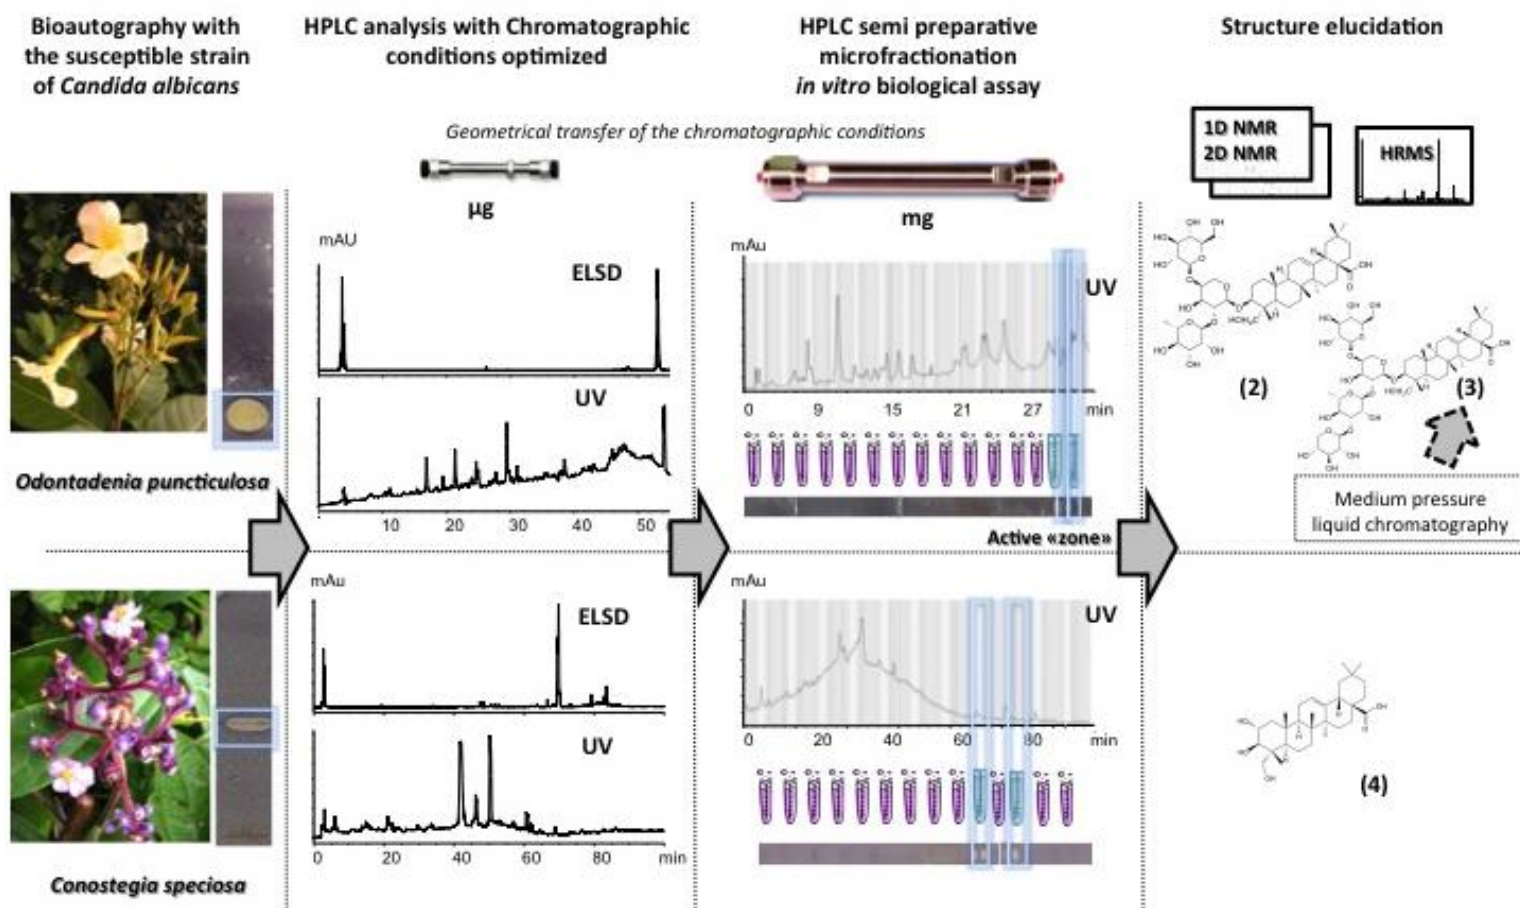 Bioautography with
the susceptible strain
of Candida albicans
HPLC analysis with Chromatographic
conditions optimized
HPLC semi preparative
microfractionation
in vitro biological assay
Structure elucidation
Geometrical transfer of the chromatographic conditions
µg
mg
1D NMR
2D NMR
HRMS
mAU
ELSD
UV
10 20 30 40 50
mAu
UV
0 9 15 21 27 min
Active «zone»
(2)
(3)
Medium pressure
liquid chromatography
Odontadenia puncticulosa
mAu
ELSD
UV
0 20 40 60 80 min
mAu
UV
0 20 40 60 80 min
(4)
Conostegia speciosa